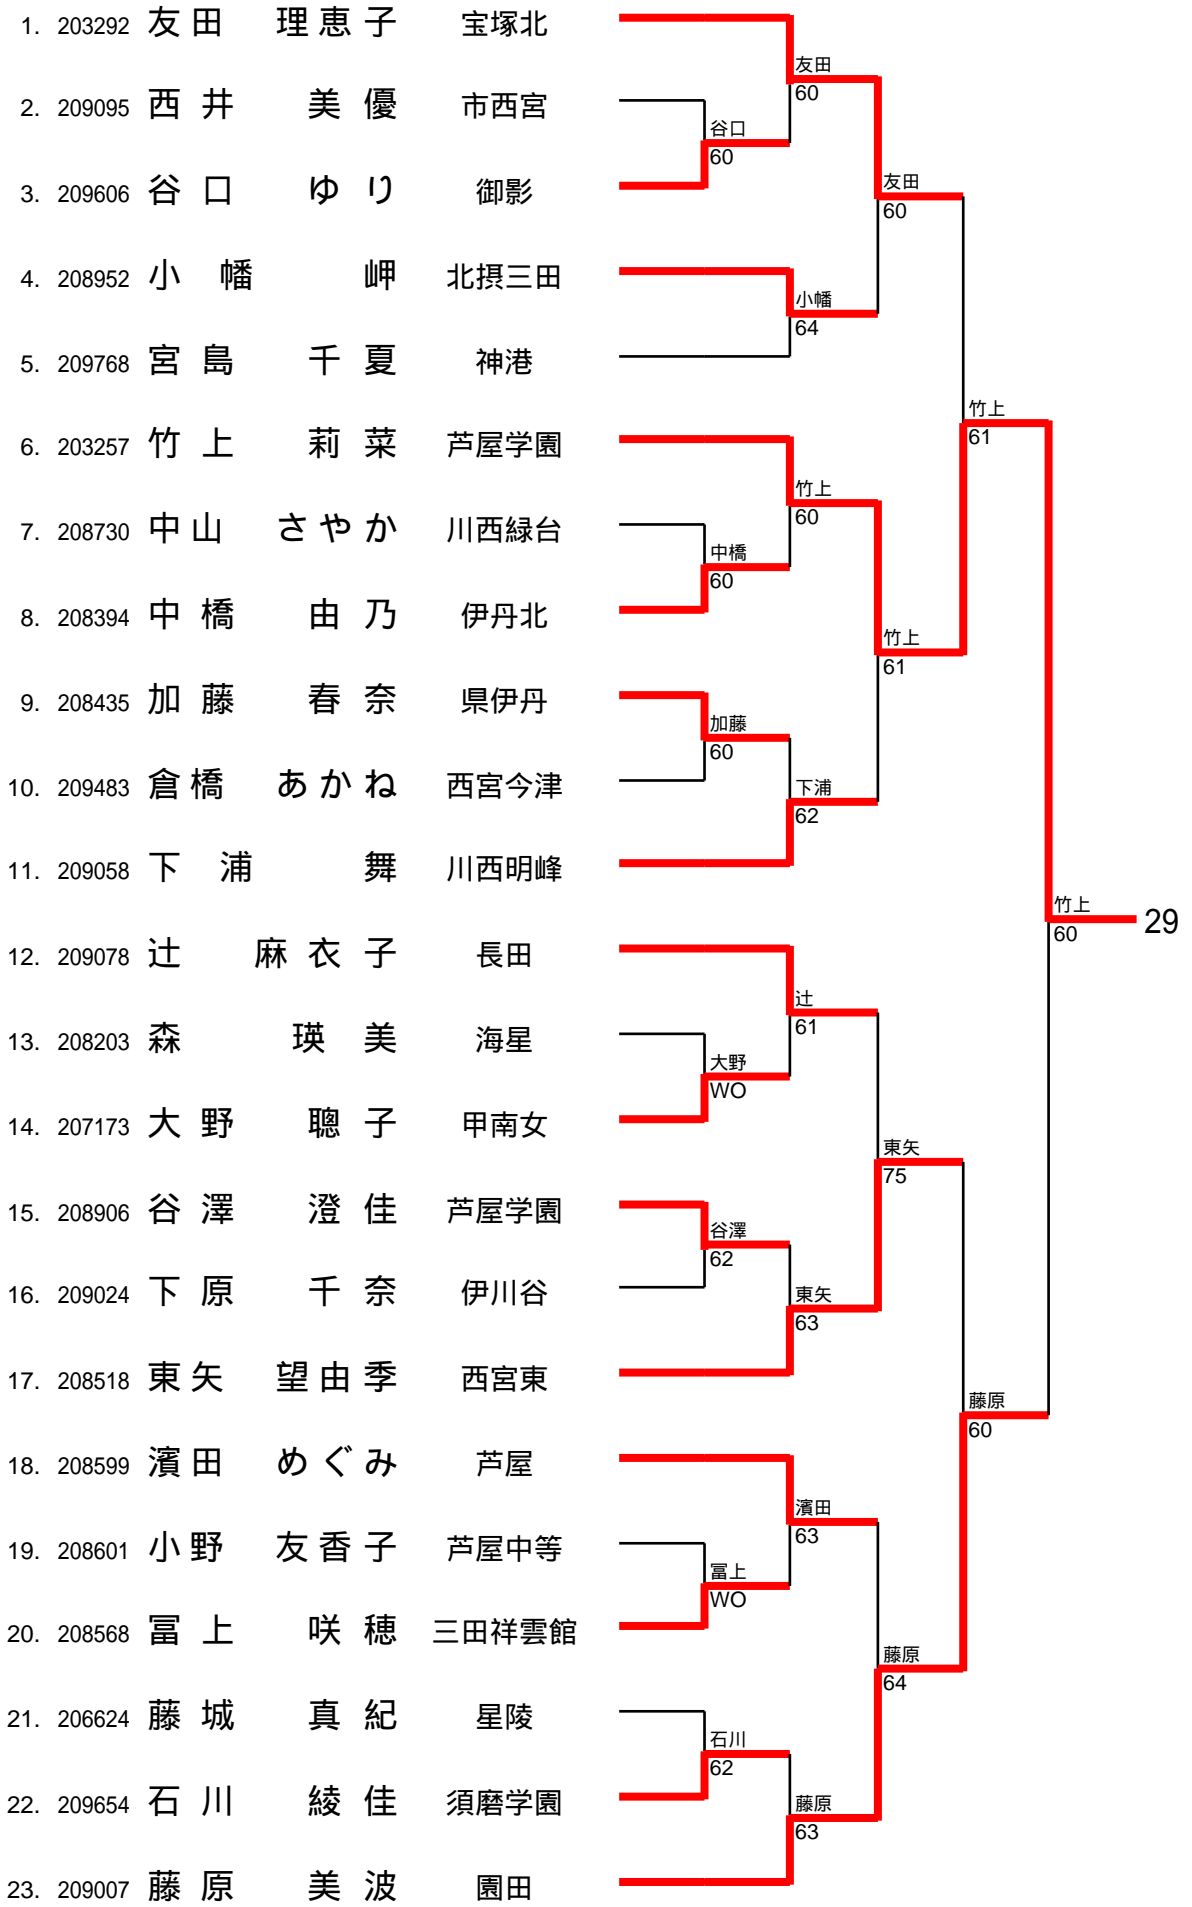 1. 203292 友田 理恵子 宝塚北
友田
60
2. 209095 西井 美優 市西宮
谷口
60
3. 209606 谷口 ゆり 御影
友田
60
4. 208952 小幡 岬 北摂三田
小幡
64
5. 209768 宮島 千夏 神港
竹上
61
6. 203257 竹上 莉菜 芦屋学園
竹上
60
7. 208730 中山 さやか 川西緑台
中橋
60
8. 208394 中橋 由乃 伊丹北
竹上
61
9. 208435 加藤 春奈 県伊丹
加藤
60
10. 209483 倉橋 あかね 西宮今津
下浦
62
11. 209058 下浦 舞 川西明峰
竹上
60
29
12. 209078 辻 麻衣子 長田
辻
61
13. 208203 森 瑛美 海星
大野
WO
14. 207173 大野 聰子 甲南女
東矢
75
15. 208906 谷澤 澄佳 芦屋学園
谷澤
62
16. 209024 下原 千奈 伊川谷
東矢
63
17. 208518 東矢 望由季 西宮東
藤原
60
18. 208599 濱田 めぐみ 芦屋
濱田
63
19. 208601 小野 友香子 芦屋中等
冨上
WO
20. 208568 冨上 咲穂 三田祥雲館
藤原
64
21. 206624 藤城 真紀 星陵
石川
62
22. 209654 石川 綾佳 須磨学園
藤原
63
23. 209007 藤原 美波 園田